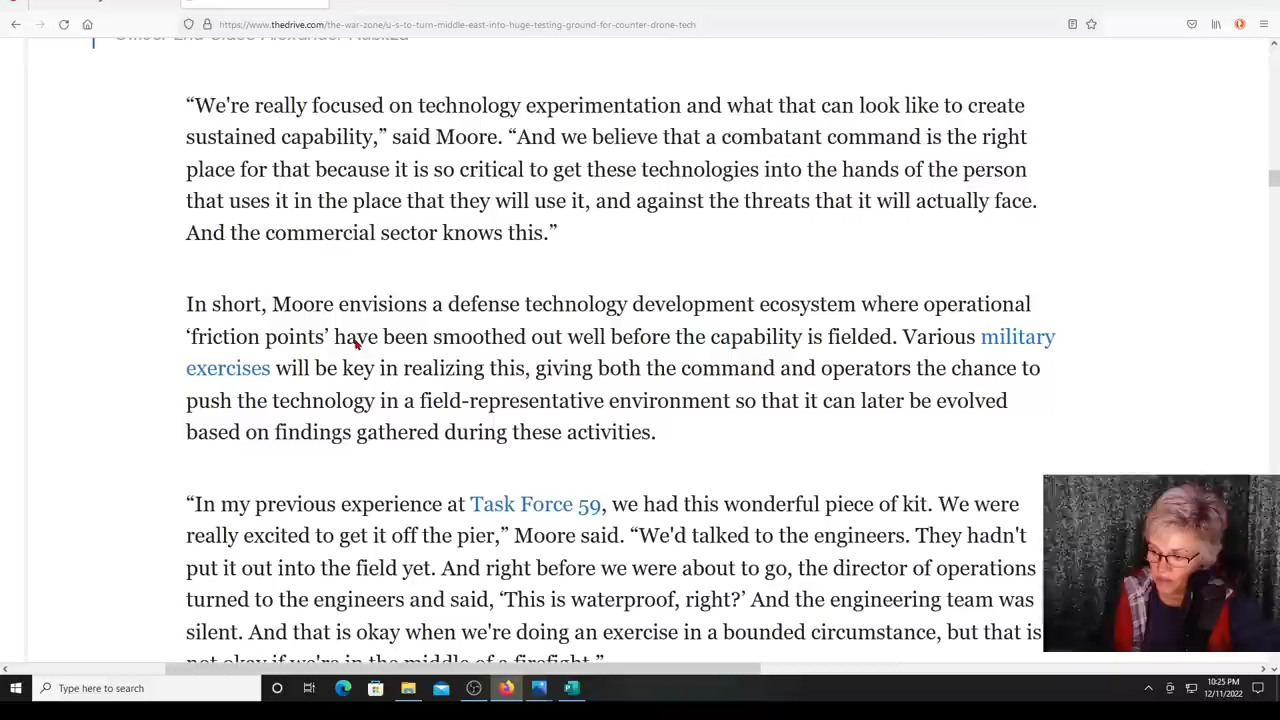 https://www.thedrive.com/the-war-zone/u-s-to-turn-middle-east-into-huge-testing-ground-for-counter-drone-tech
“We're really focused on technology experimentation and what that can look like to create
sustained capability,” said Moore. “And we believe that a combatant command is the right
place for that because it is so critical to get these technologies into the hands of the person
that uses it in the place that they will use it, and against the threats that it will actually face.
And the commercial sector knows this.”
In short, Moore envisions a defense technology development ecosystem where operational
‘friction points’ have been smoothed out well before the capability is fielded. Various military
exercises will be key in realizing this, giving both the command and operators the chance to
push the technology in a field-representative environment so that it can later be evolved
based on findings gathered during these activities.
“In my previous experience at Task Force 59, we had this wonderful piece of kit. We were
really excited to get it off the pier,” Moore said. “We'd talked to the engineers. They hadn't
put it out into the field yet. And right before we were about to go, the director of operations
turned to the engineers and said, ‘This is waterproof, right?’ And the engineering team was
silent. And that is okay when we're doing an exercise in a bounded circumstance, but that is
not okay if we're in the middle of a firefight.”
Type here to search
10:25 PM
12/11/2022